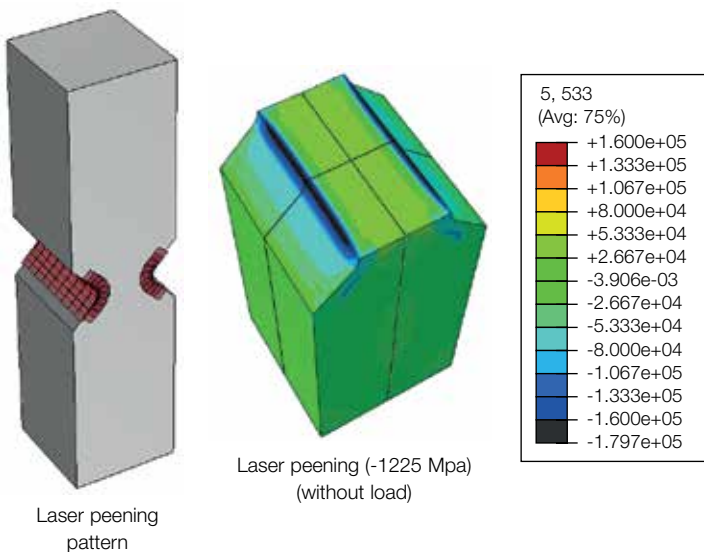 Laser peening
pattern
Laser peening (-1225 Mpa)
(without load)
5, 533
(Avg: 75%)
+1.600e+05
+1.333e+05
+1.067e+05
+8.000e+04
+5.333e+04
+2.667e+04
-3.906e-03
-2.667e+04
-5.333e+04
-8.000e+04
-1.067e+05
-1.333e+05
-1.600e+05
-1.797e+05